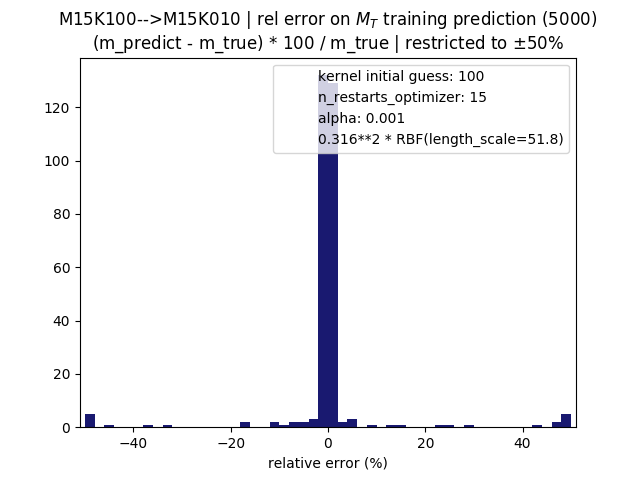 M15K100-->M15K010 | rel error on M_T training prediction (5000)
(m_predict - m_true) * 100 / m_true | restricted to ±50%
kernel initial guess: 100
n_restarts_optimizer: 15
alpha: 0.001
0.316**2 * RBF(length_scale=51.8)
120
100
80
60
40
20
0
−40 −20 0 20 40
relative error (%)